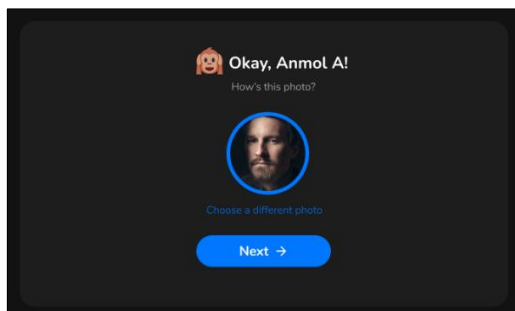 Okay, Anmol A!
How's this photo?
Choose a different photo
Next →